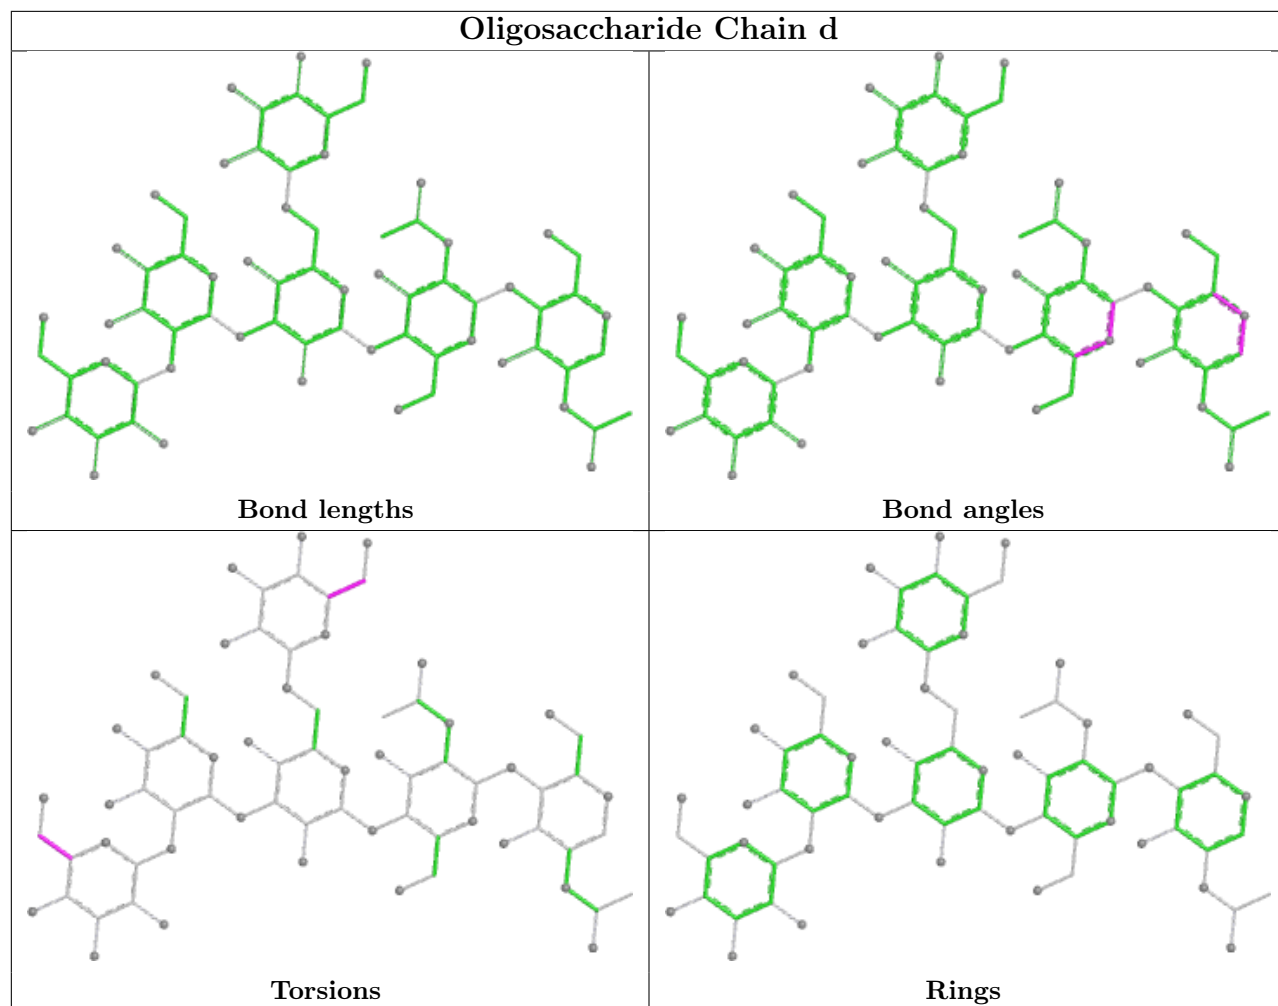 Oligosaccharide Chain d
Bond lengths
Bond angles
Torsions
Rings